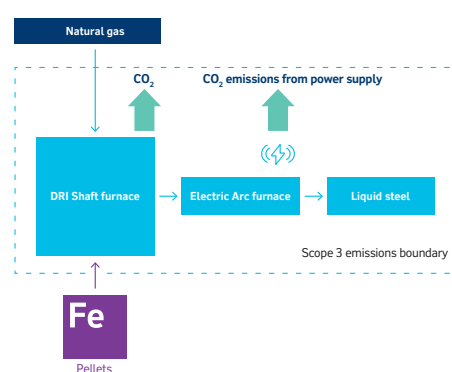 Natural gas
CO2
CO2 emissions from power supply
DRI Shaft furnace
Electric Arc furnace
Liquid steel
Scope 3 emissions boundary
Fe
Pellets